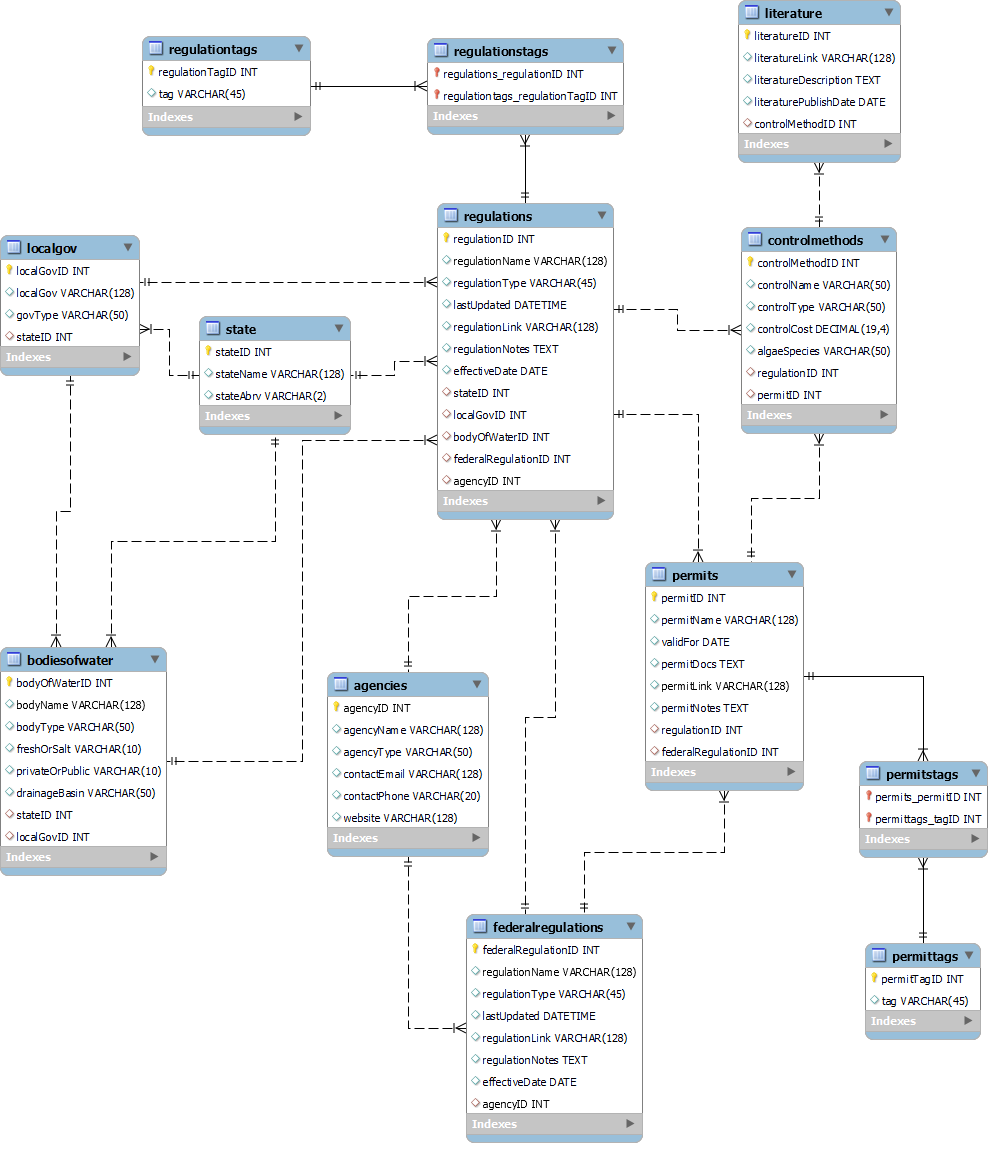 regulationtags
regulationTagID INT
tag VARCHAR(45)
Indexes
regulationstags
regulations_regulationID INT
regulationtags_regulationTagID INT
Indexes
literature
literatureID INT
literatureLink VARCHAR(128)
literatureDescription TEXT
literaturePublishDate DATE
controlMethodID INT
Indexes
localgov
localGovID INT
localGov VARCHAR(128)
govType VARCHAR(50)
stateID INT
Indexes
state
stateID INT
stateName VARCHAR(128)
stateAbrv VARCHAR(2)
Indexes
regulations
regulationID INT
regulationName VARCHAR(128)
regulationType VARCHAR(45)
lastUpdated DATETIME
regulationLink VARCHAR(128)
regulationNotes TEXT
effectiveDate DATE
stateID INT
localGovID INT
bodyOfWaterID INT
federalRegulationID INT
agencyID INT
Indexes
controlmethods
controlMethodID INT
controlName VARCHAR(50)
controlType VARCHAR(50)
controlCost DECIMAL(19,4)
algaeSpecies VARCHAR(50)
regulationID INT
permitID INT
Indexes
bodiesofwater
bodyOfWaterID INT
bodyName VARCHAR(128)
bodyType VARCHAR(50)
freshOrSalt VARCHAR(10)
privateOrPublic VARCHAR(10)
drainageBasin VARCHAR(50)
stateID INT
localGovID INT
Indexes
agencies
agencyID INT
agencyName VARCHAR(128)
agencyType VARCHAR(50)
contactEmail VARCHAR(128)
contactPhone VARCHAR(20)
website VARCHAR(128)
Indexes
permits
permitID INT
permitName VARCHAR(128)
validFor DATE
permitDocs TEXT
permitLink VARCHAR(128)
permitNotes TEXT
regulationID INT
federalRegulationID INT
Indexes
permitstags
permits_permitID INT
permittags_tagID INT
Indexes
federalregulations
federalRegulationID INT
regulationName VARCHAR(128)
regulationType VARCHAR(45)
lastUpdated DATETIME
regulationLink VARCHAR(128)
regulationNotes TEXT
effectiveDate DATE
agencyID INT
Indexes
permittags
permitTagID INT
tag VARCHAR(45)
Indexes